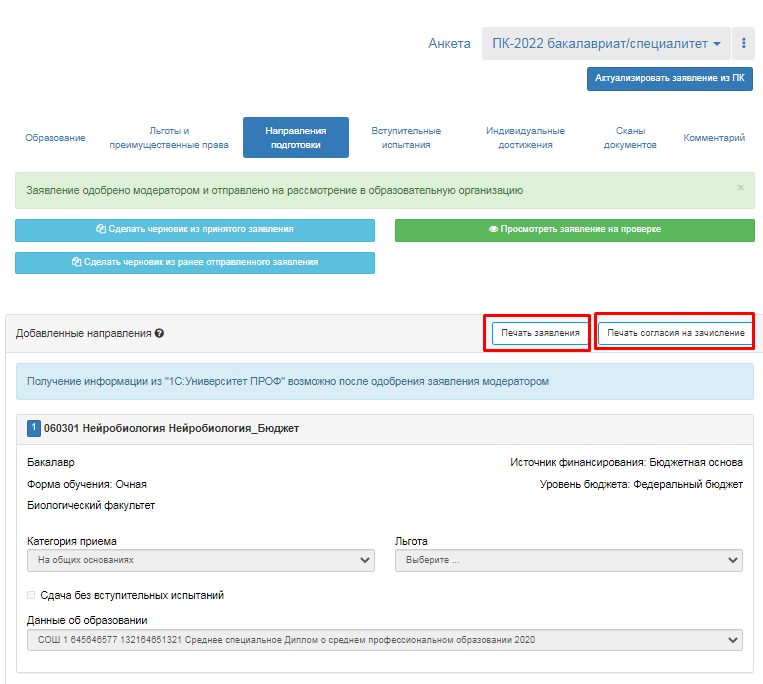 Анкета
ПК-2022 бакалавриат/специалитет
Актуализировать заявление из ПК
Образование
Льготы и
преимущественные права
Направления
подготовки
Вступительные
испытания
Индивидуальные
достижения
Сканы
документов
Комментарий
Заявление одобрено модератором и отправлено на рассмотрение в образовательную организацию
×
Сделать черновик из принятого заявления
Просмотреть заявление на проверке
Сделать черновик из ранее отправленного заявления
Добавленные направления
Печать заявления
Печать согласия на зачисление
Получение информации из "1С:Университет ПРОФ" возможно после одобрения заявления модератором
1 060301 Нейробиология Нейробиология_Бюджет
Бакалавр
Источник финансирования: Бюджетная основа
Форма обучения: Очная
Уровень бюджета: Федеральный бюджет
Биологический факультет
Категория приема
Льгота
На общих основаниях
Выберите ...
Сдача без вступительных испытаний
Данные об образовании
СОШ 1 645646577 132164651321 Среднее специальное Диплом о среднем профессиональном образовании 2020